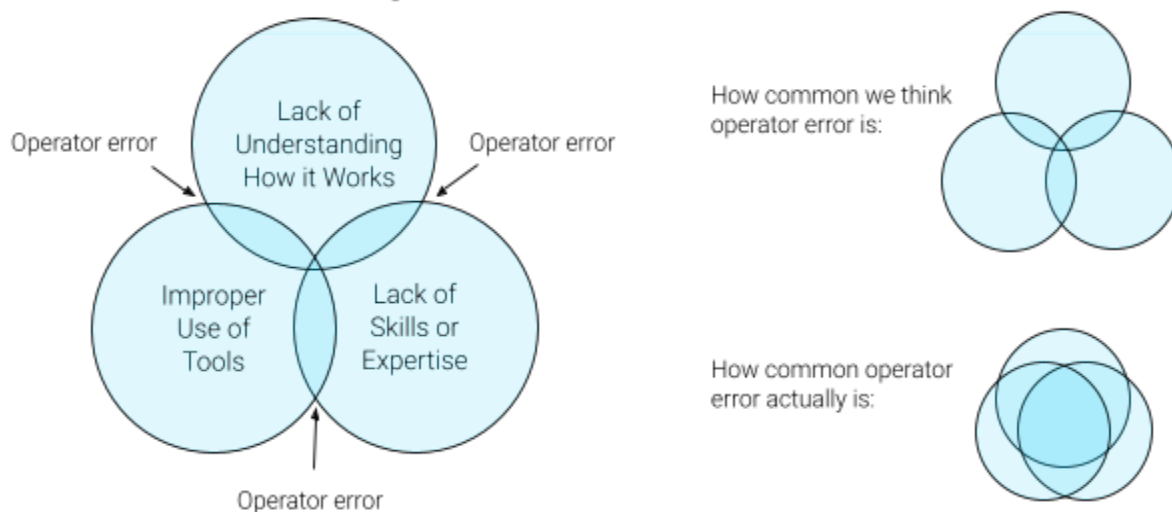 Operator error
Lack of
Understanding
How it Works
Operator error
Improper
Use of
Tools
Lack of
Skills or
Expertise
Operator error
How common we think
operator error is:
How common operator
error actually is: